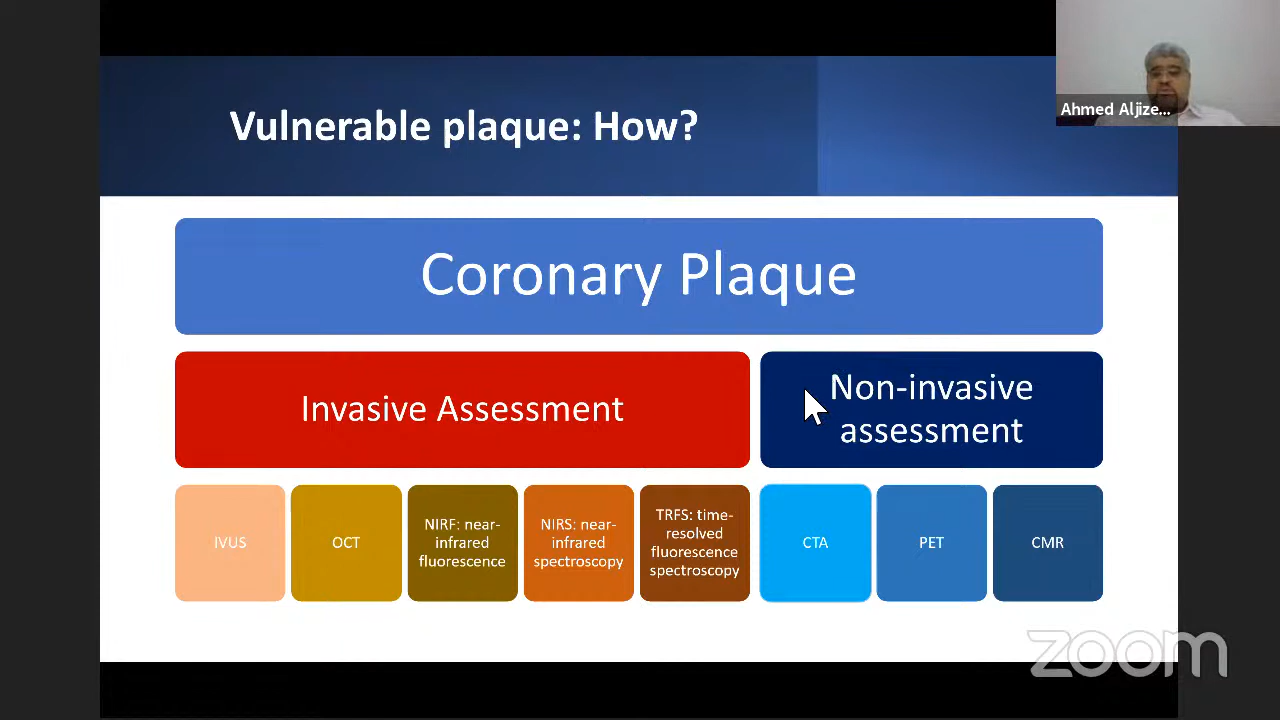 Vulnerable plaque: How?
Ahmed Aljize...
Coronary Plaque
Invasive Assessment
Non-invasive
assessment
IVUS
OCT
NIRF: near-
infrared
fluorescence
NIRS: near-
infrared
spectroscopy
TRFS: time-
resolved
fluorescence
spectroscopy
CTA
PET
CMR
zoom